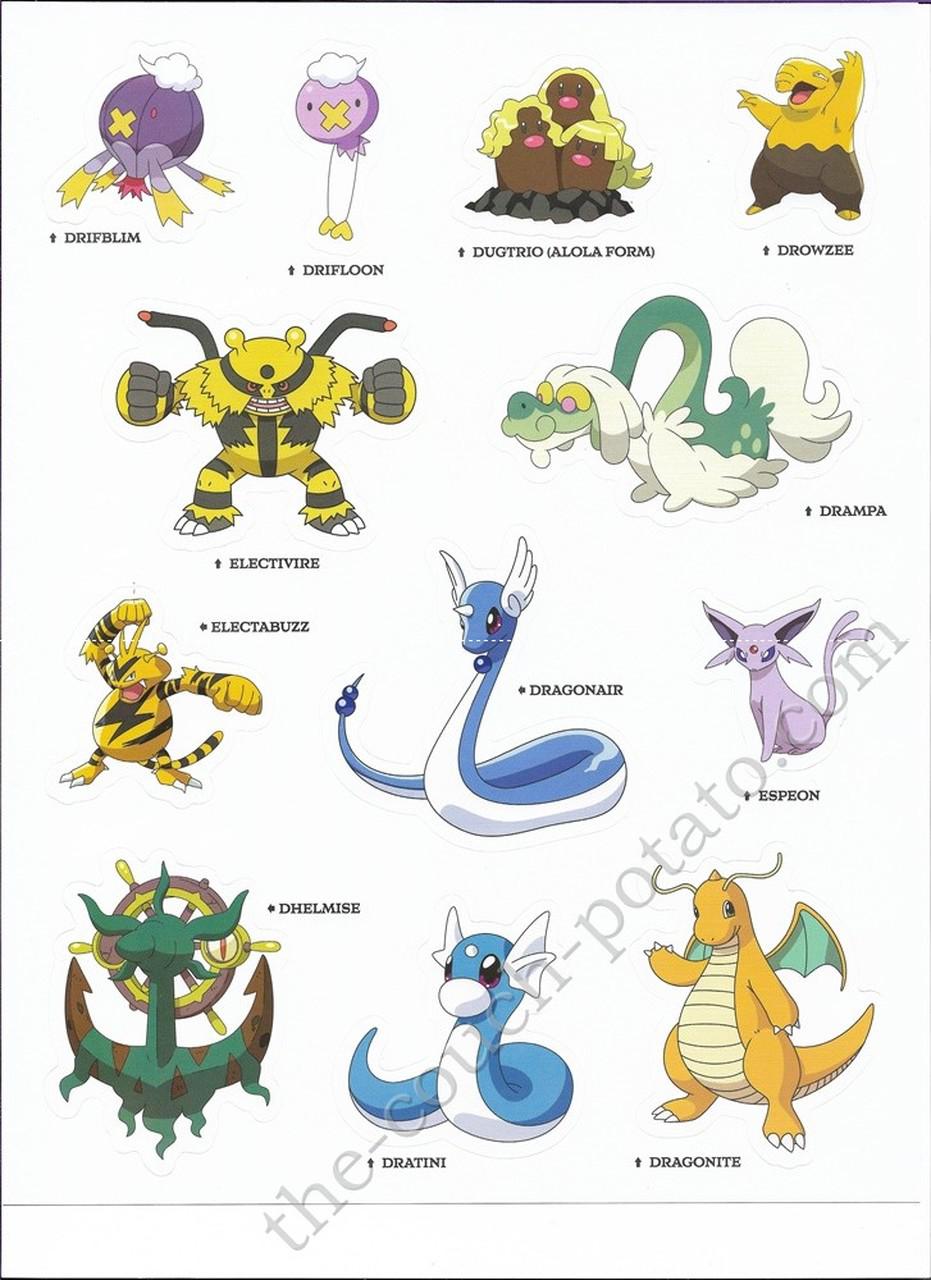 DRIFBLIM
DRIFLOON
DUGTRIO (ALOLA FORM)
DROWZEE
ELECTIVIRE
DRAMPA
ELECTABUZZ
DRAGONAIR
ESPEON
DHELMISE
DRATINI
DRAGONITE
the-couch-potato.com